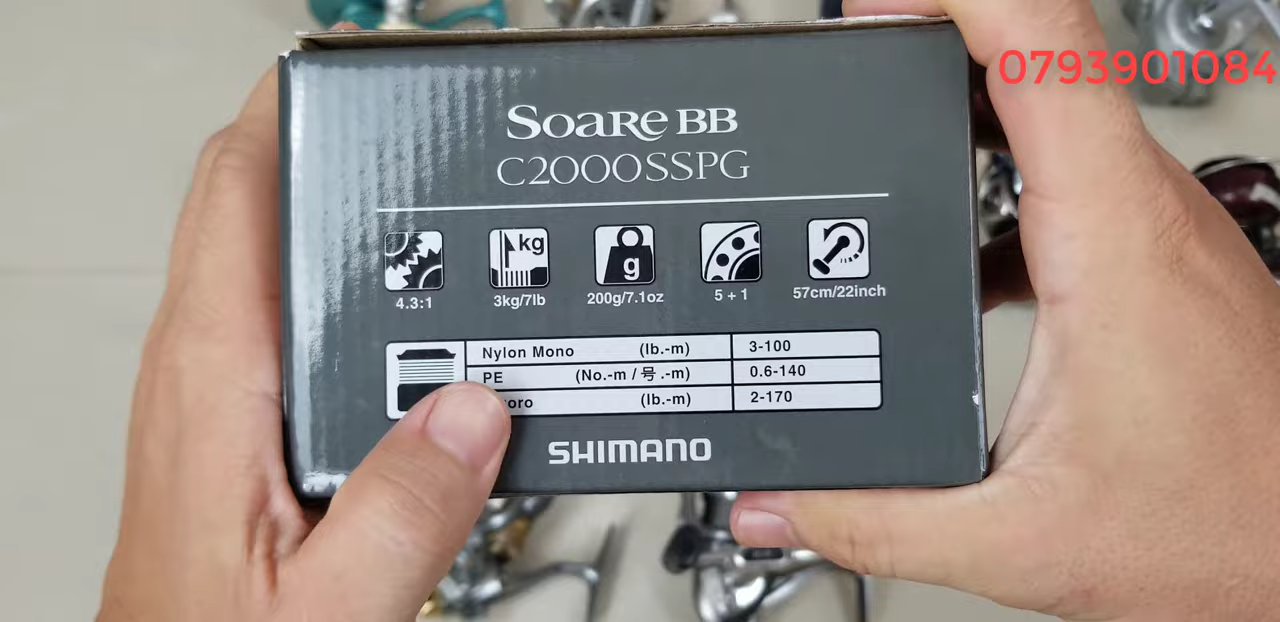 0793901084
Soare BB
C2000SSPG
kg
g
4.3:1
3kg/7lb
200g/7.1oz
5 + 1
57cm/22inch
Nylon Mono (lb.-m) 3-100
PE (No.-m / 号.-m) 0.6-140
(lb.-m) 2-170
SHIMANO